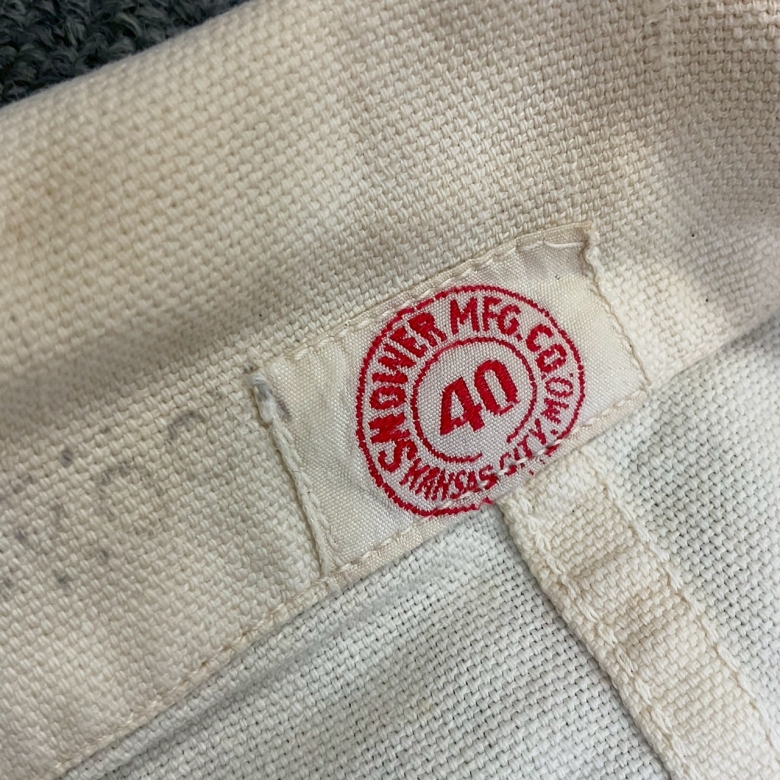 SNOWER MFG. CO.
40
KANSAS CITY, MO.